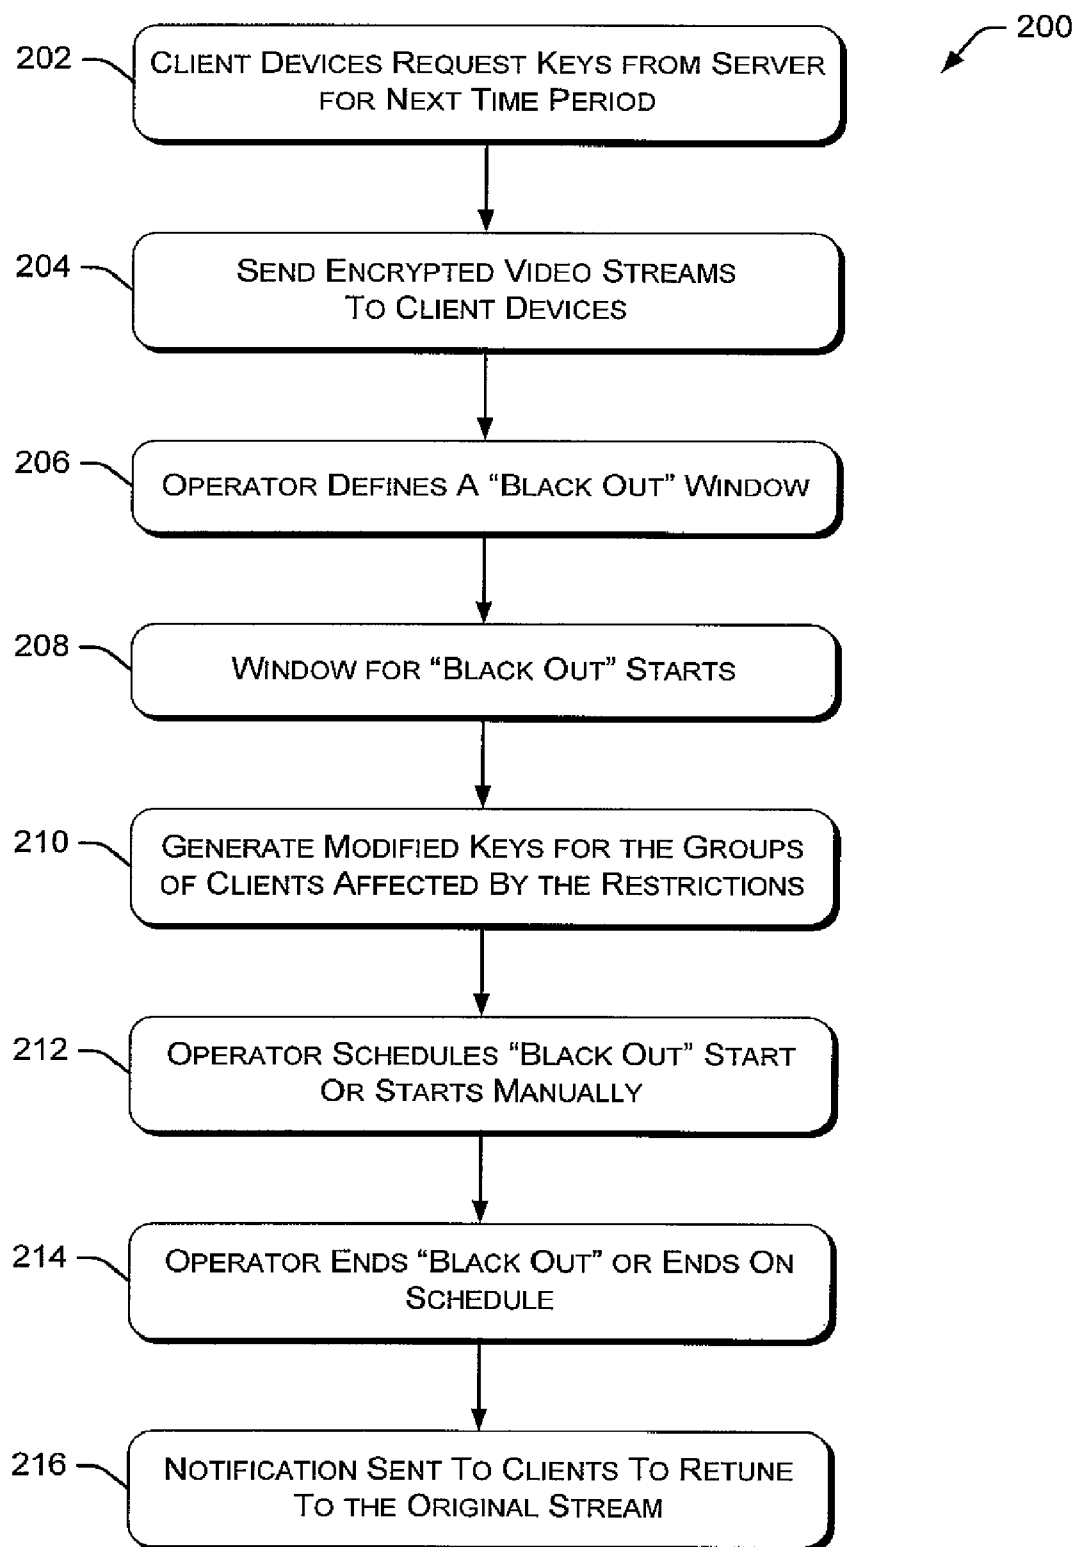 200
202
CLIENT DEVICES REQUEST KEYS FROM SERVER
FOR NEXT TIME PERIOD
204
SEND ENCRYPTED VIDEO STREAMS
TO CLIENT DEVICES
206
OPERATOR DEFINES A “BLACK OUT” WINDOW
208
WINDOW FOR “BLACK OUT” STARTS
210
GENERATE MODIFIED KEYS FOR THE GROUPS
OF CLIENTS AFFECTED BY THE RESTRICTIONS
212
OPERATOR SCHEDULES “BLACK OUT” START
OR STARTS MANUALLY
214
OPERATOR ENDS “BLACK OUT” OR ENDS ON
SCHEDULE
216
NOTIFICATION SENT TO CLIENTS TO RETUNE
TO THE ORIGINAL STREAM